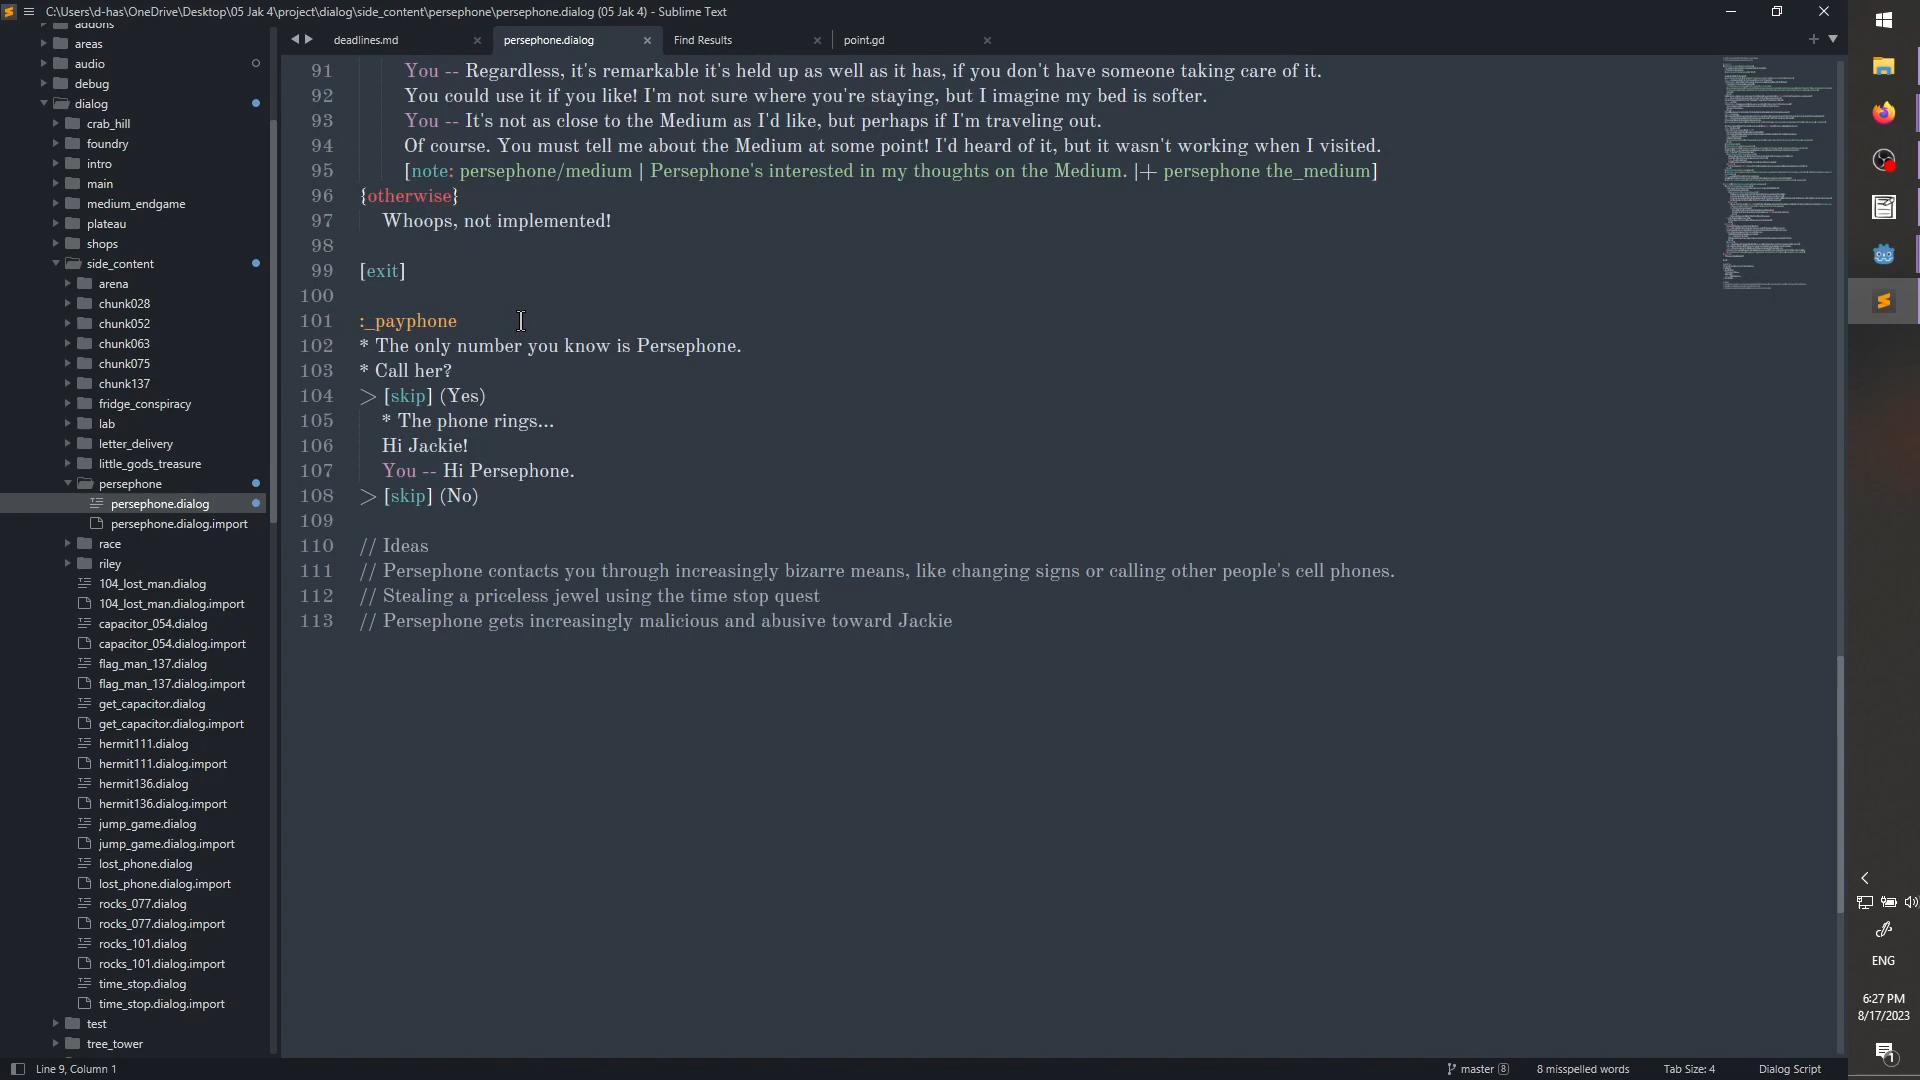 C:\Users\d-has\OneDrive\Desktop\05 Jak 4\project\dialog\side_content\persephone\persephone.dialog (05 Jak 4) - Sublime Text
deadlines.md
persephone.dialog
Find Results
point.gd
addons
areas
audio
debug
dialog
crab_hill
foundry
intro
main
medium_endgame
plateau
shops
side_content
arena
chunk028
chunk052
chunk063
chunk075
chunk137
fridge_conspiracy
lab
letter_delivery
little_gods_treasure
persephone
persephone.dialog
persephone.dialog.import
race
riley
104_lost_man.dialog
104_lost_man.dialog.import
capacitor_054.dialog
capacitor_054.dialog.import
flag_man_137.dialog
flag_man_137.dialog.import
get_capacitor.dialog
get_capacitor.dialog.import
hermit111.dialog
hermit111.dialog.import
hermit136.dialog
hermit136.dialog.import
jump_game.dialog
jump_game.dialog.import
lost_phone.dialog
lost_phone.dialog.import
rocks_077.dialog
rocks_077.dialog.import
rocks_101.dialog
rocks_101.dialog.import
time_stop.dialog
time_stop.dialog.import
test
tree_tower
91 You -- Regardless, it's remarkable it's held up as well as it has, if you don't have someone taking care of it.
92 You could use it if you like! I'm not sure where you're staying, but I imagine my bed is softer.
93 You -- It's not as close to the Medium as I'd like, but perhaps if I'm traveling out.
94 Of course. You must tell me about the Medium at some point! I'd heard of it, but it wasn't working when I visited.
95 [note: persephone/medium | Persephone's interested in my thoughts on the Medium. |+ persephone the_medium]
96 {otherwise}
97 Whoops, not implemented!
98
99 [exit]
100
101 :_payphone
102 * The only number you know is Persephone.
103 * Call her?
104 > [skip] (Yes)
105 * The phone rings...
106 Hi Jackie!
107 You -- Hi Persephone.
108 > [skip] (No)
109
110 // Ideas
111 // Persephone contacts you through increasingly bizarre means, like changing signs or calling other people's cell phones.
112 // Stealing a priceless jewel using the time stop quest
113 // Persephone gets increasingly malicious and abusive toward Jackie
ENG
6:27 PM
8/17/2023
1
Line 9, Column 1
master 8
8 misspelled words
Tab Size: 4
Dialog Script